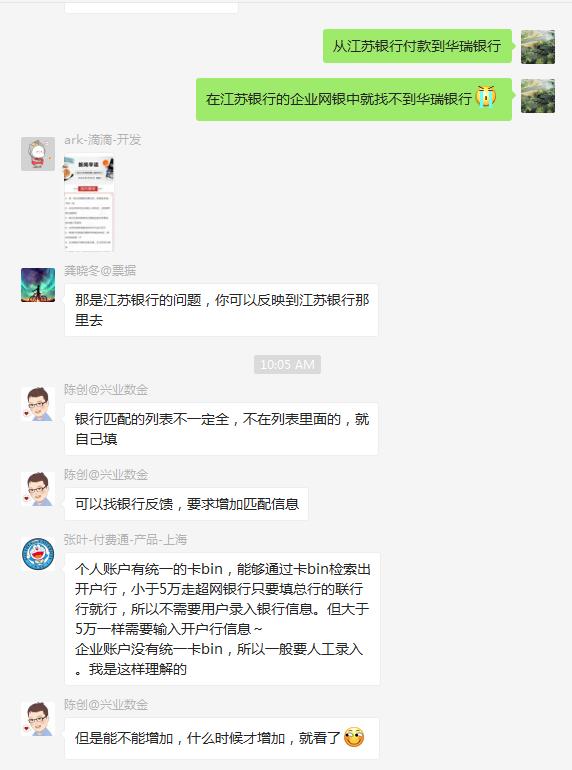 从江苏银行付款到华瑞银行
在江苏银行的企业网银中就找不到华瑞银行
ark-滴滴-开发
新闻早读
龚晓冬@票据
那是江苏银行的问题，你可以反映到江苏银行那
里去
10:05 AM
陈创@兴业数金
银行匹配的列表不一定全，不在列表里面的，就
自己填
陈创@兴业数金
可以找银行反馈，要求增加匹配信息
张叶-付费通-产品-上海
个人账户有统一的卡bin，能够通过卡bin检索出
开户行，小于5万走超网银行只要填总行的联行
行就行，所以不需要用户录入银行信息。但大于
5万一样需要输入开户行信息～
企业账户没有统一卡bin，所以一般要人工录入
。我是这样理解的
陈创@兴业数金
但是能不能增加，什么时候才增加，就看了